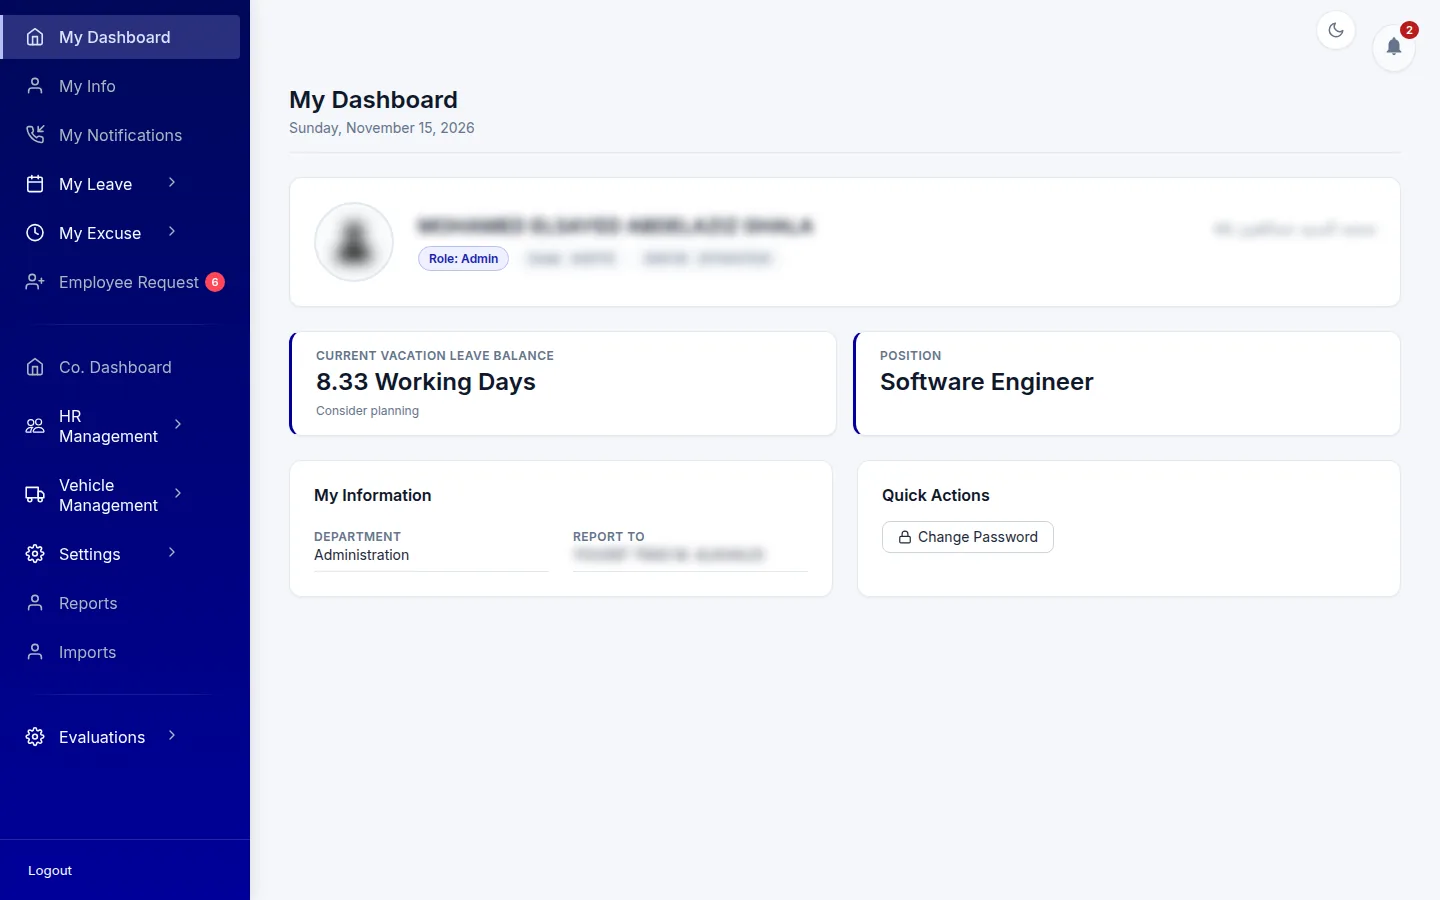 My Dashboard
My Info
My Notifications
My Leave
My Excuse
Employee Request 6
Co. Dashboard
HR
Management
Vehicle
Management
Settings
Reports
Imports
Evaluations
Logout
2
My Dashboard
Sunday, November 15, 2026
Role: Admin
CURRENT VACATION LEAVE BALANCE
8.33 Working Days
Consider planning
POSITION
Software Engineer
My Information
DEPARTMENT
Administration
REPORT TO
Quick Actions
Change Password